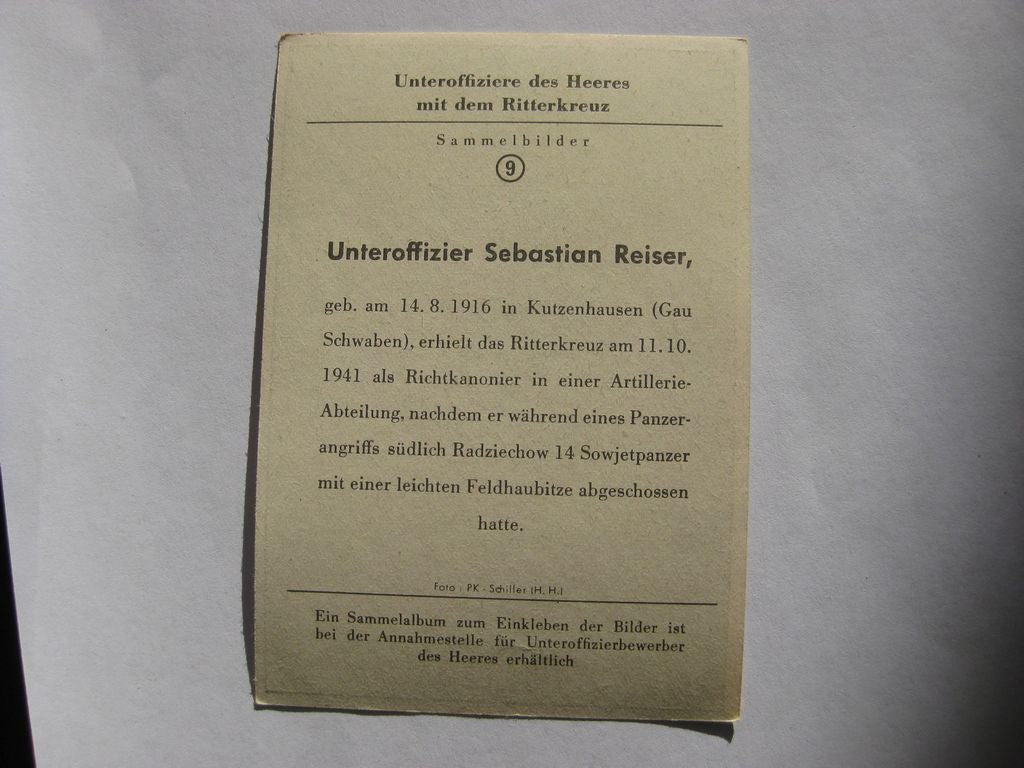 Unteroffiziere des Heeres
mit dem Ritterkreuz
Sammelbilder
9
Unteroffizier Sebastian Reiser,
geb. am 14. 8. 1916 in Kutzenhausen (Gau
Schwaben), erhielt das Ritterkreuz am 11. 10.
1941 als Richtkanonier in einer Artillerie-
Abteilung, nachdem er während eines Panzer-
angriffs südlich Radziechow 14 Sowjetpanzer
mit einer leichten Feldhaubitze abgeschossen
hatte.
Foto : PK - Schiller (H. H.)
Ein Sammelalbum zum Einkleben der Bilder ist
bei der Annahmestelle für Unteroffizierbewerber
des Heeres erhältlich